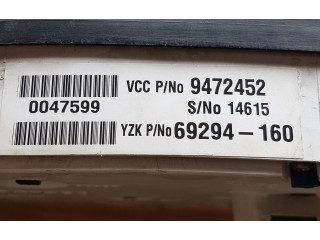 VCC P/No 9472452
0047599 S/No 14615
YZK P/No 69294-160